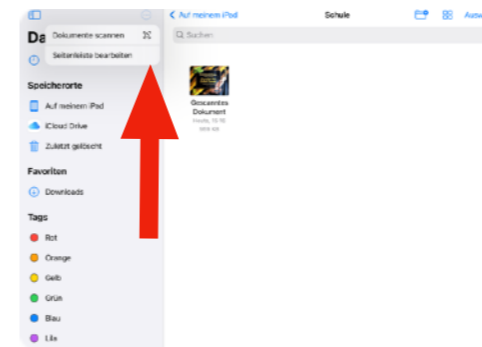 Da
Dokumente scannen
Seitenleiste bearbeiten
Speicherorte
Auf meinem iPad
iCloud Drive
Zuletzt gelöscht
Favoriten
Downloads
Tags
Rot
Orange
Gelb
Grün
Blau
Lila
Auf meinem iPad
Schule
Ausw
Suchen
Gescanntes
Dokument